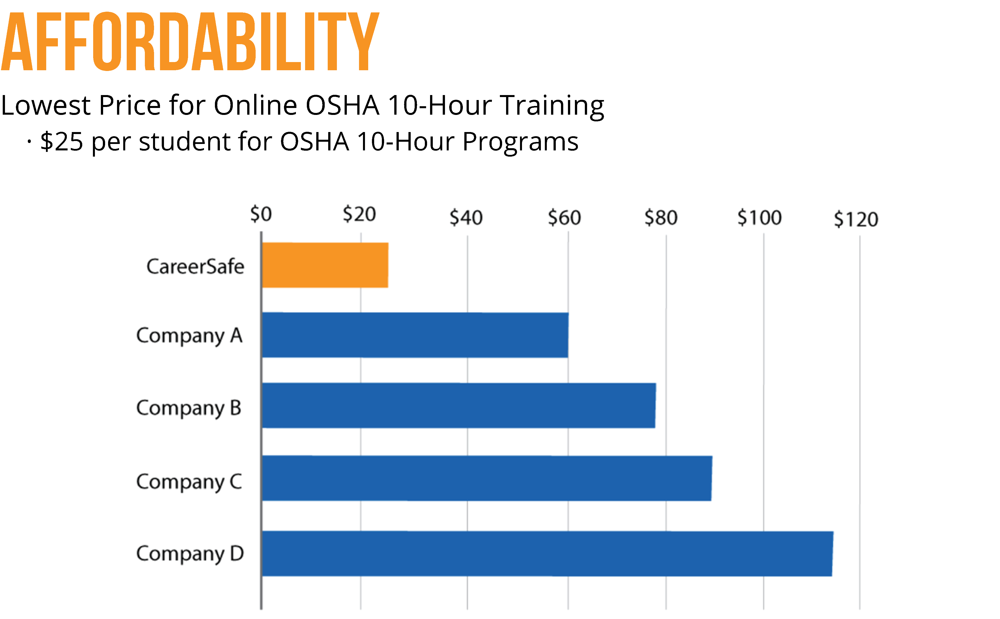 AFFORDABILITY
Lowest Price for Online OSHA 10-Hour Training
· $25 per student for OSHA 10-Hour Programs
$0 $20 $40 $60 $80 $100 $120
CareerSafe
Company A
Company B
Company C
Company D